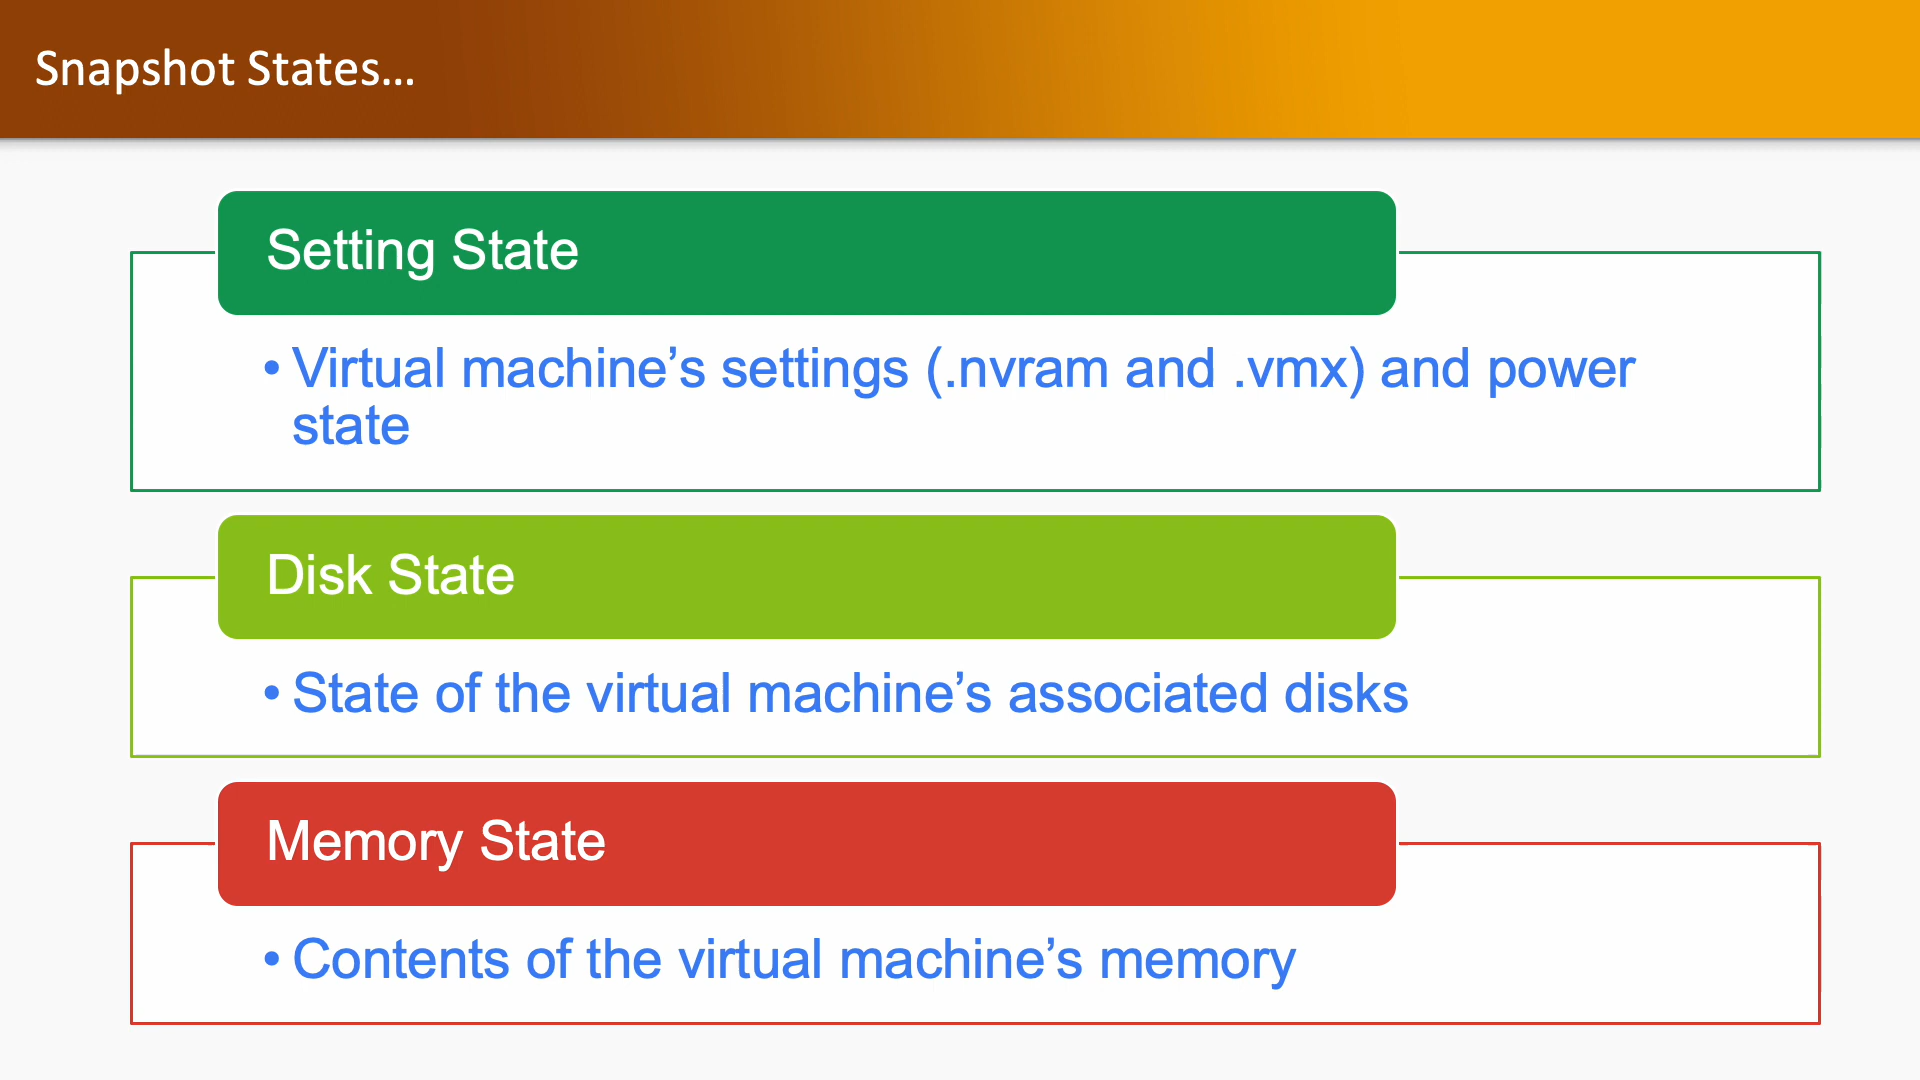 Snapshot States...
Setting State
• Virtual machine’s settings (.nvram and .vmx) and power
state
Disk State
• State of the virtual machine’s associated disks
Memory State
• Contents of the virtual machine’s memory